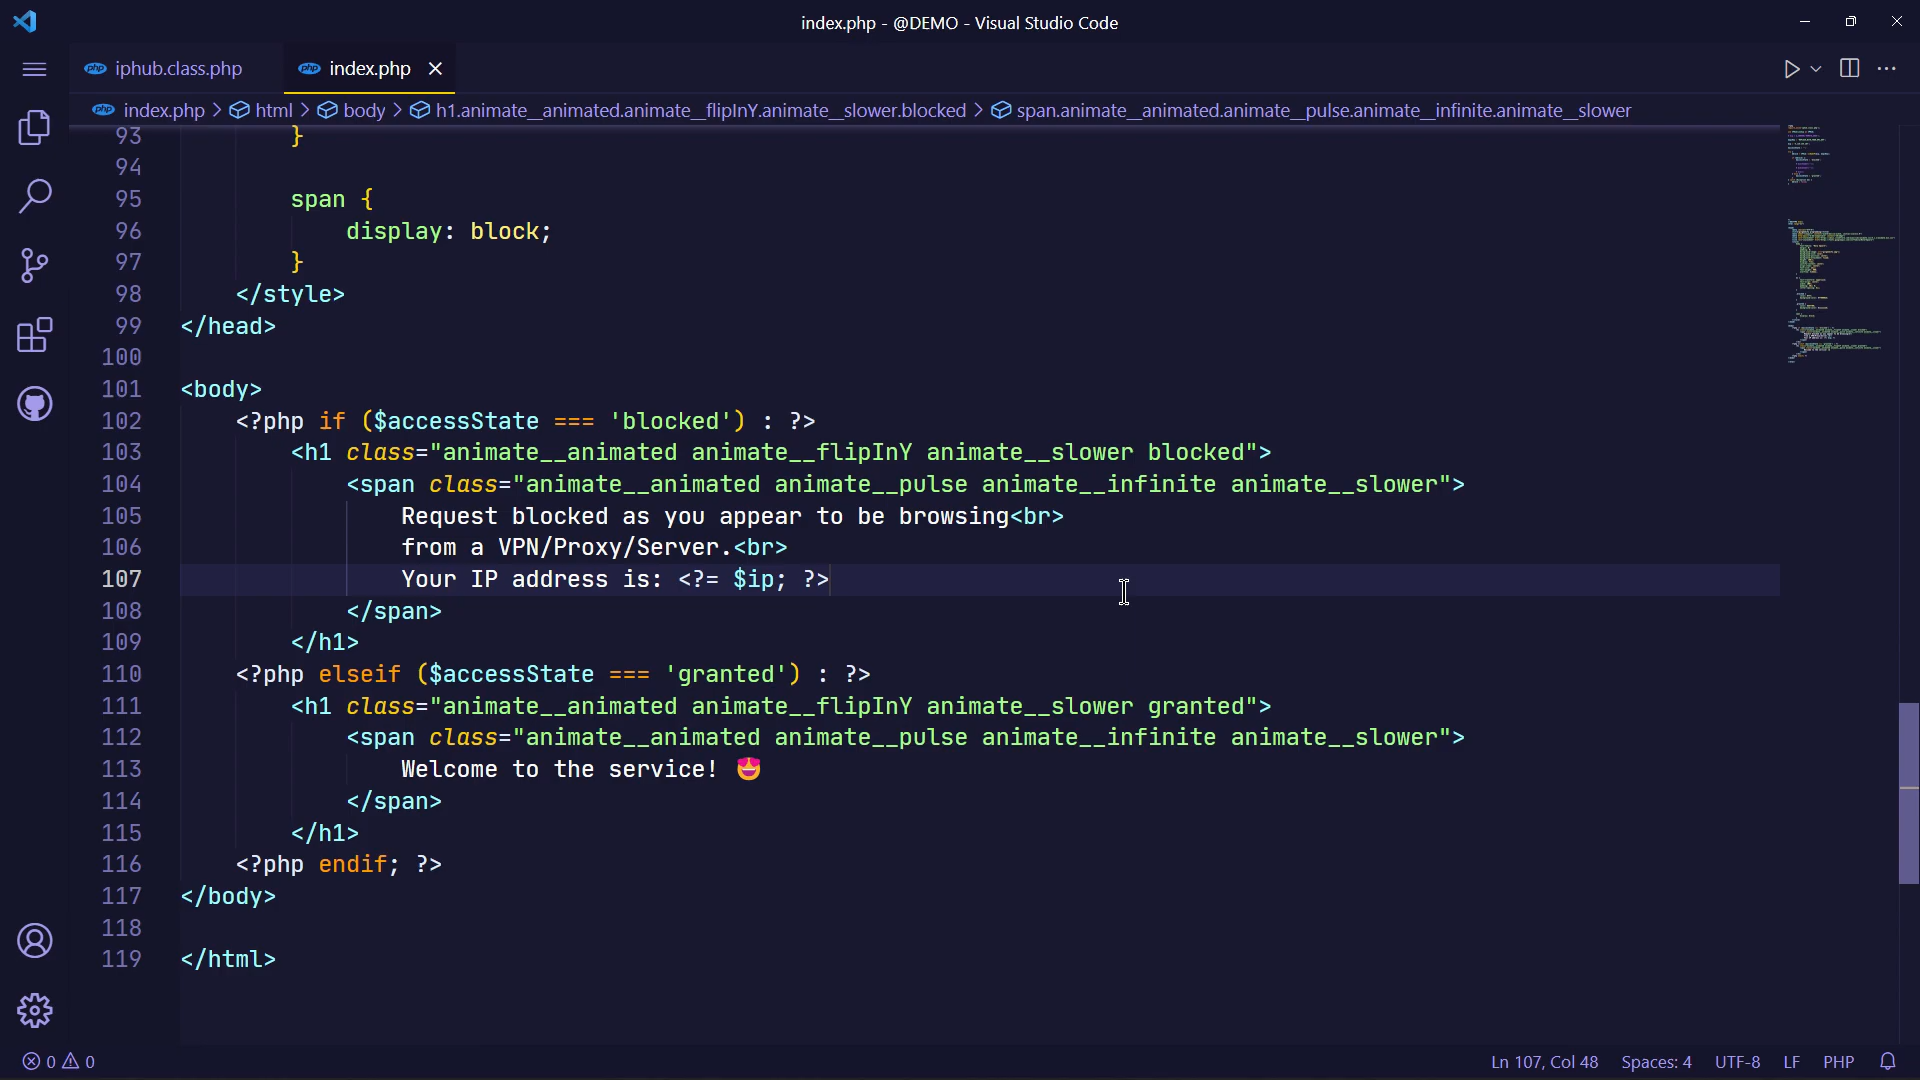 index.php - @DEMO - Visual Studio Code
php iphub.class.php
php index.php
php index.php > html > body > h1.animate__animated.animate__flipInY.animate__slower.blocked > span.animate__animated.animate__pulse.animate__infinite.animate__slower
93 }
94
95 span {
96 display: block;
97 }
98 </style>
99 </head>
100
101 <body>
102 <?php if ($accessState === 'blocked') : ?>
103 <h1 class="animate__animated animate__flipInY animate__slower blocked">
104 <span class="animate__animated animate__pulse animate__infinite animate__slower">
105 Request blocked as you appear to be browsing<br>
106 from a VPN/Proxy/Server.<br>
107 Your IP address is: <?= $ip; ?>
108 </span>
109 </h1>
110 <?php elseif ($accessState === 'granted') : ?>
111 <h1 class="animate__animated animate__flipInY animate__slower granted">
112 <span class="animate__animated animate__pulse animate__infinite animate__slower">
113 Welcome to the service! 😍
114 </span>
115 </h1>
116 <?php endif; ?>
117 </body>
118
119 </html>
0 0 Ln 107, Col 48 Spaces: 4 UTF-8 LF PHP